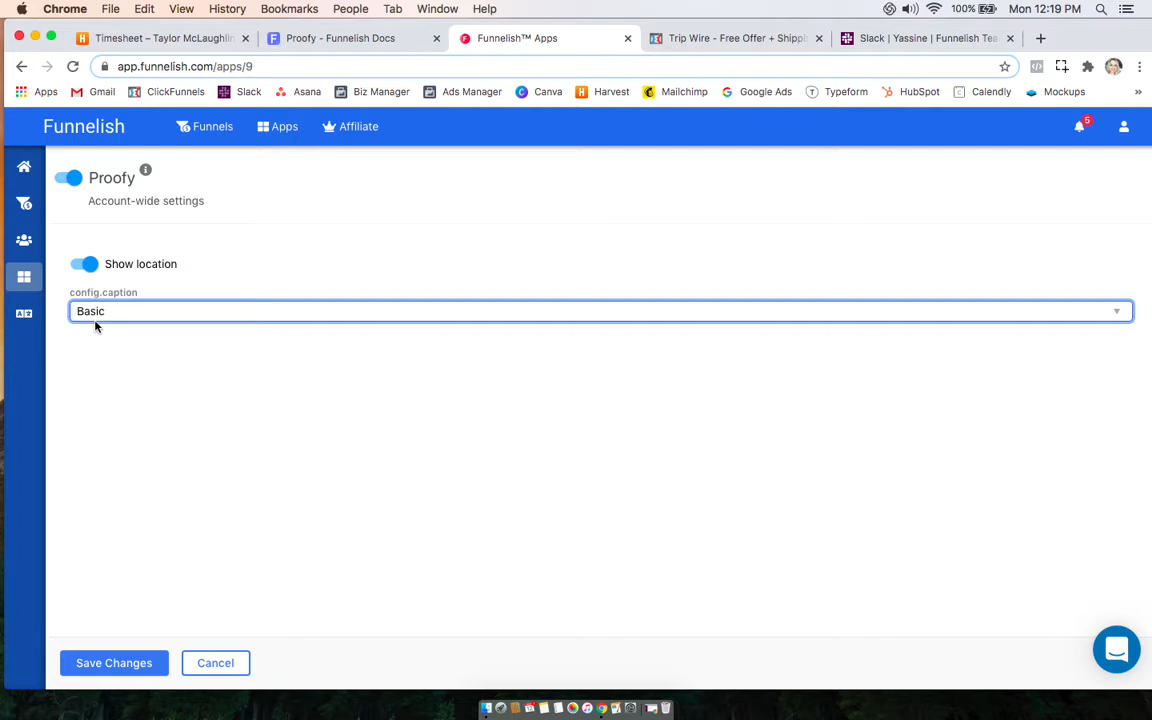 Chrome File Edit View History Bookmarks People Tab Window Help 100% Mon 12:19 PM
Timesheet – Taylor McLaughlin Proofy - Funnelish Docs Funnelish™ Apps Trip Wire - Free Offer + Shippi Slack | Yassine | Funnelish Tea
app.funnelish.com/apps/9
Apps Gmail ClickFunnels Slack Asana Biz Manager Ads Manager Canva Harvest Mailchimp Google Ads Typeform HubSpot Calendly Mockups »
Funnelish Funnels Apps Affiliate 5
Proofy
Account-wide settings
Show location
config.caption
Basic
Save Changes Cancel